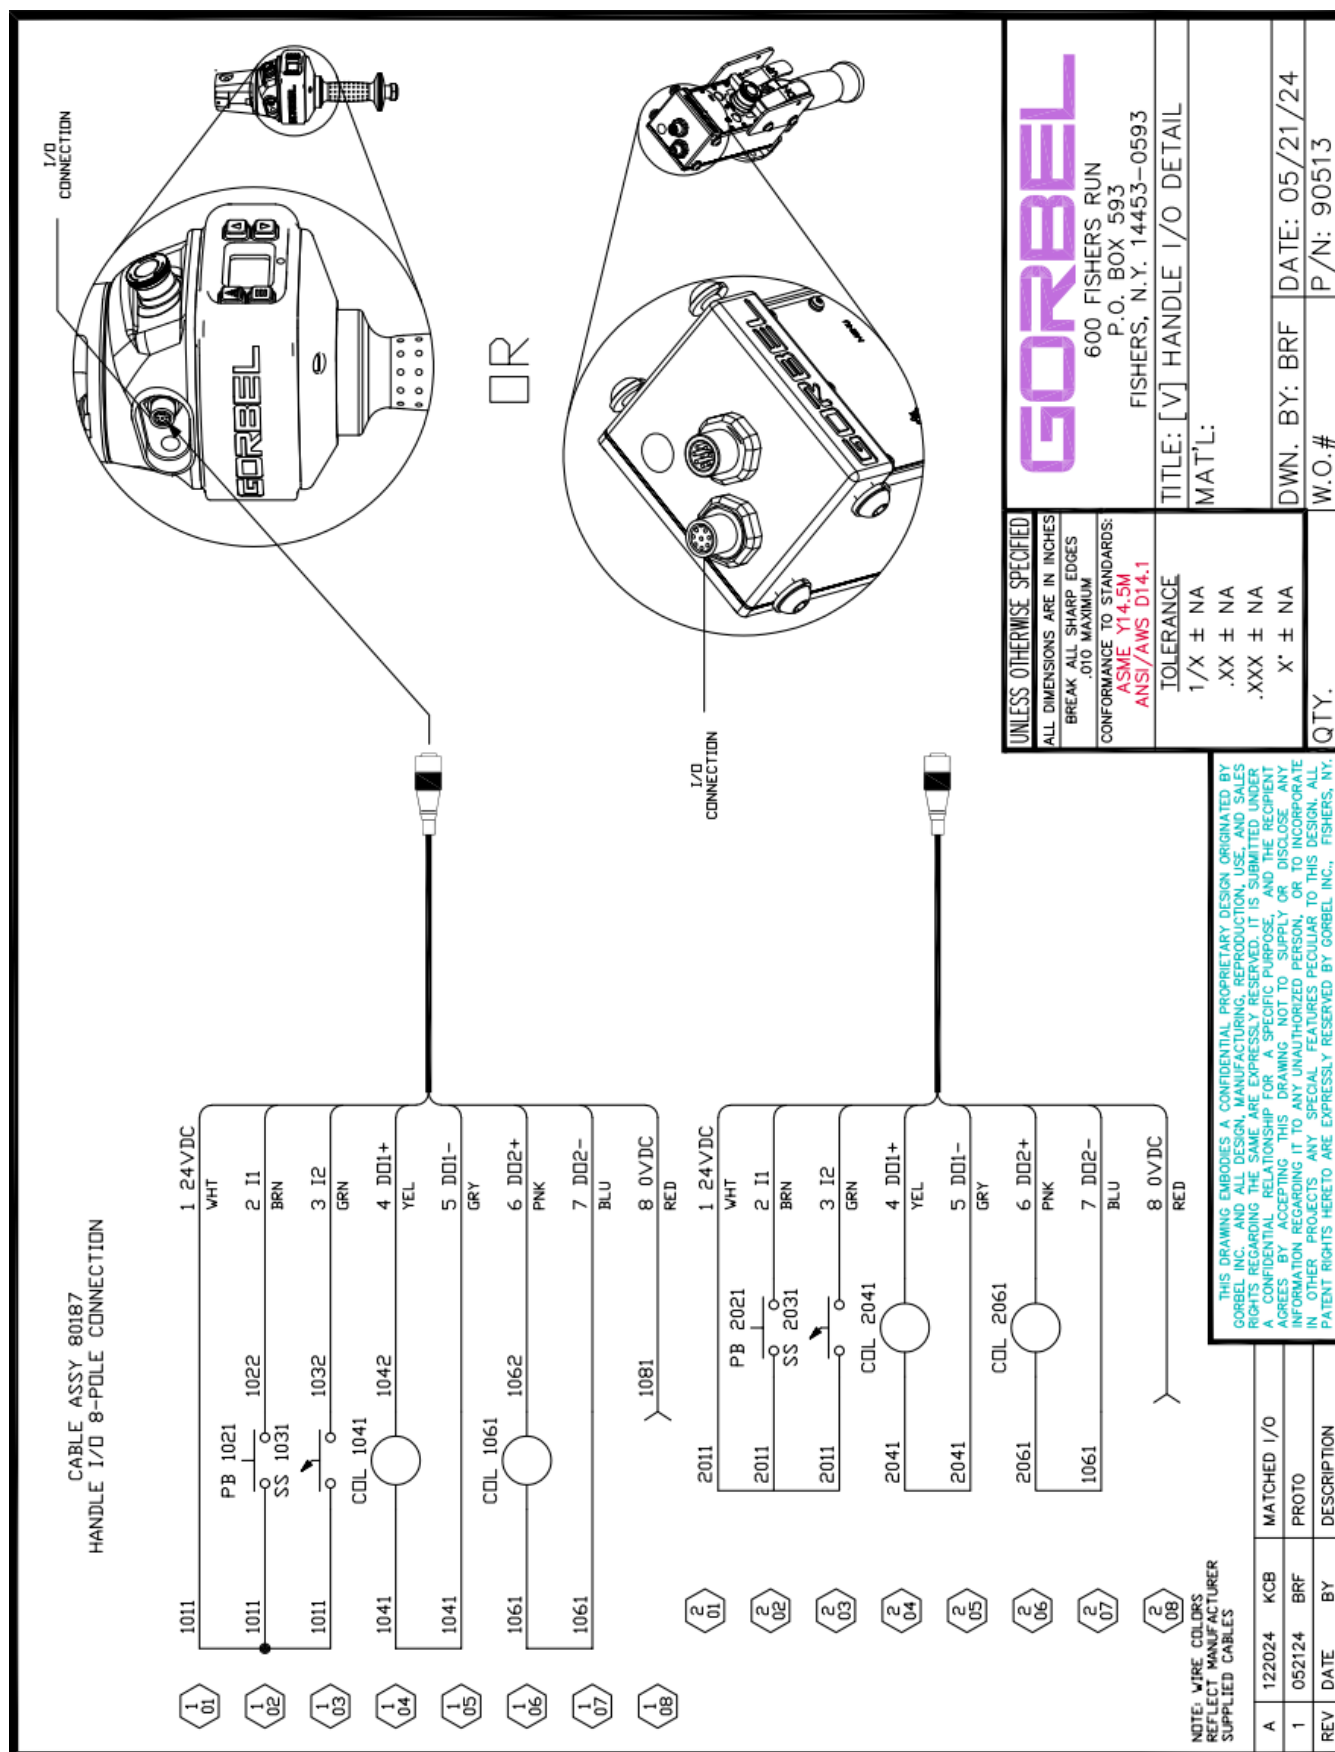 CABLE ASSY 80187
HANDLE I/O 8-POLE CONNECTION
1 01
1011
1 24VDC
WHT
1 02
1011
PB 1021
1022
2 I1
BRN
1 03
1011
SS 1031
1032
3 I2
GRN
1 04
1041
COL 1041
1042
4 DO1+
YEL
1 05
1041
5 DO1-
GRY
1 06
1061
COL 1061
1062
6 DO2+
PNK
1 07
1061
7 DO2-
BLU
1 08
1081
8 0VDC
RED
I/O
CONNECTION
GORBEL
OR
2 01
2011
1 24VDC
WHT
2 02
2011
PB 2021
2 I1
BRN
2 03
2011
SS 2031
3 I2
GRN
2 04
2041
COL 2041
4 DO1+
YEL
2 05
2041
5 DO1-
GRY
2 06
2061
COL 2061
6 DO2+
PNK
2 07
1061
7 DO2-
BLU
2 08
8 0VDC
RED
I/O
CONNECTION
GORBEL
NOTE: WIRE COLORS
REFLECT MANUFACTURER
SUPPLIED CABLES
A 122024 KCB MATCHED I/O
1 052124 BRF PROTO
REV DATE BY DESCRIPTION
THIS DRAWING EMBODIES A CONFIDENTIAL PROPRIETARY DESIGN ORIGINATED BY
GORBEL INC. AND ALL DESIGN, MANUFACTURING, REPRODUCTION, USE, AND SALES
RIGHTS REGARDING THE SAME ARE EXPRESSLY RESERVED. IT IS SUBMITTED UNDER
A CONFIDENTIAL RELATIONSHIP FOR A SPECIFIC PURPOSE, AND THE RECIPIENT
AGREES BY ACCEPTING THIS DRAWING NOT TO SUPPLY OR DISCLOSE ANY
INFORMATION REGARDING IT TO ANY UNAUTHORIZED PERSON, OR TO INCORPORATE
IN OTHER PROJECTS ANY SPECIAL FEATURES PECULIAR TO THIS DESIGN. ALL
PATENT RIGHTS HERETO ARE EXPRESSLY RESERVED BY GORBEL INC., FISHERS, NY.
UNLESS OTHERWISE SPECIFIED
ALL DIMENSIONS ARE IN INCHES
BREAK ALL SHARP EDGES
.010 MAXIMUM
CONFORMANCE TO STANDARDS:
ASME Y14.5M
ANSI/AWS D14.1
TOLERANCE
1/X ± NA
.XX ± NA
.XXX ± NA
X° ± NA
QTY.
GORBEL
600 FISHERS RUN
P.O. BOX 593
FISHERS, N.Y. 14453-0593
TITLE: [V] HANDLE I/O DETAIL
MAT'L:
DWN. BY: BRF
DATE: 05/21/24
W.O.#
P/N: 90513